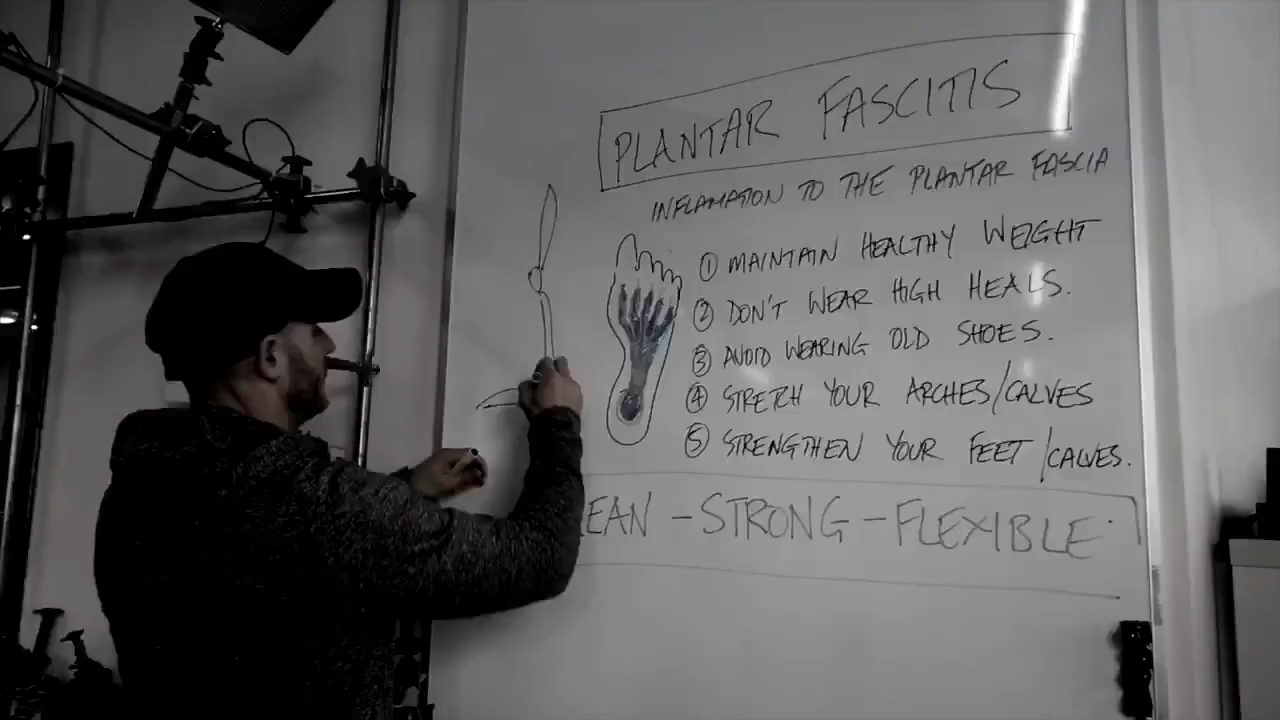 PLANTAR FASCITIS
INFLAMATION TO THE PLANTAR FASCIA
① MAINTAIN HEALTHY WEIGHT
② DON'T WEAR HIGH HEALS.
③ AVOID WEARING OLD SHOES.
④ STRETCH YOUR ARCHES/CALVES
⑤ STRENGTHEN YOUR FEET/CALVES.
EAN - STRONG - FLEXIBLE